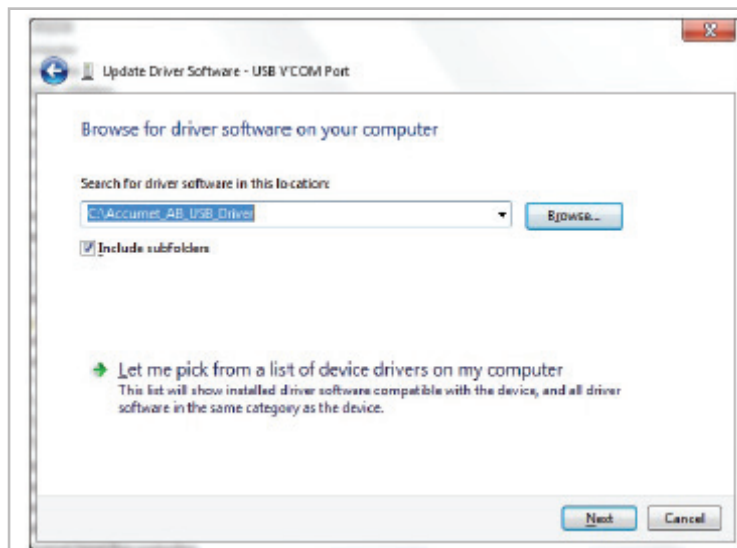 Update Driver Software - USB VCOM Port
Browse for driver software on your computer
Search for driver software in this location:
C:\Accumet_AB_USB_Driver
Browse...
Include subfolders
Let me pick from a list of device drivers on my computer
This list will show installed driver software compatible with the device, and all driver
software in the same category as the device.
Next
Cancel